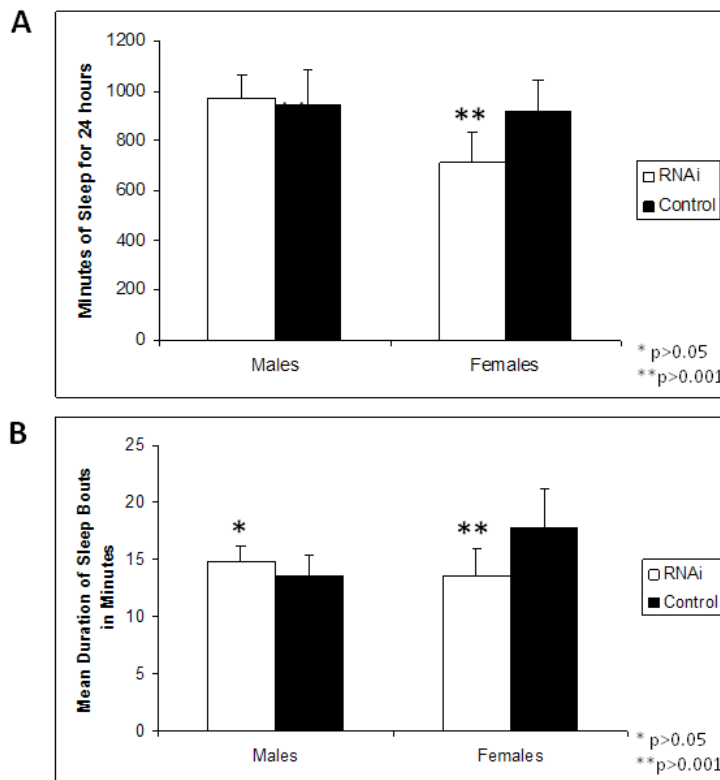 A
Minutes of Sleep for 24 hours
1200
1000
800
600
400
200
0
**
Males
Females
RNAi
Control
* p>0.05
**p>0.001
B
Mean Duration of Sleep Bouts
in Minutes
25
20
15
10
5
0
*
**
Males
Females
RNAi
Control
* p>0.05
**p>0.001